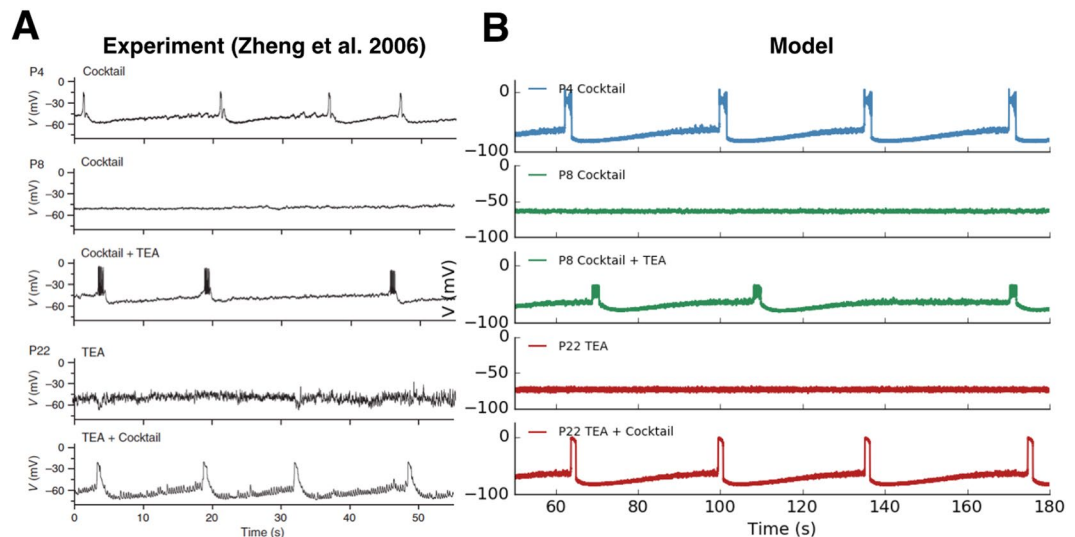 A
Experiment (Zheng et al. 2006)
P4
Cocktail
V (mV)
0
−30
−60
P8
Cocktail
V (mV)
0
−30
−60
Cocktail + TEA
V (mV)
0
−30
−60
P22
TEA
V (mV)
0
−30
−60
TEA + Cocktail
V (mV)
0
−30
−60
0
10
20
30
40
50
Time (s)
B
Model
P4 Cocktail
0
−100
P8 Cocktail
0
−50
−100
P8 Cocktail + TEA
0
−100
V (mV)
P22 TEA
0
−50
−100
P22 TEA + Cocktail
0
−100
60
80
100
120
140
160
180
Time (s)